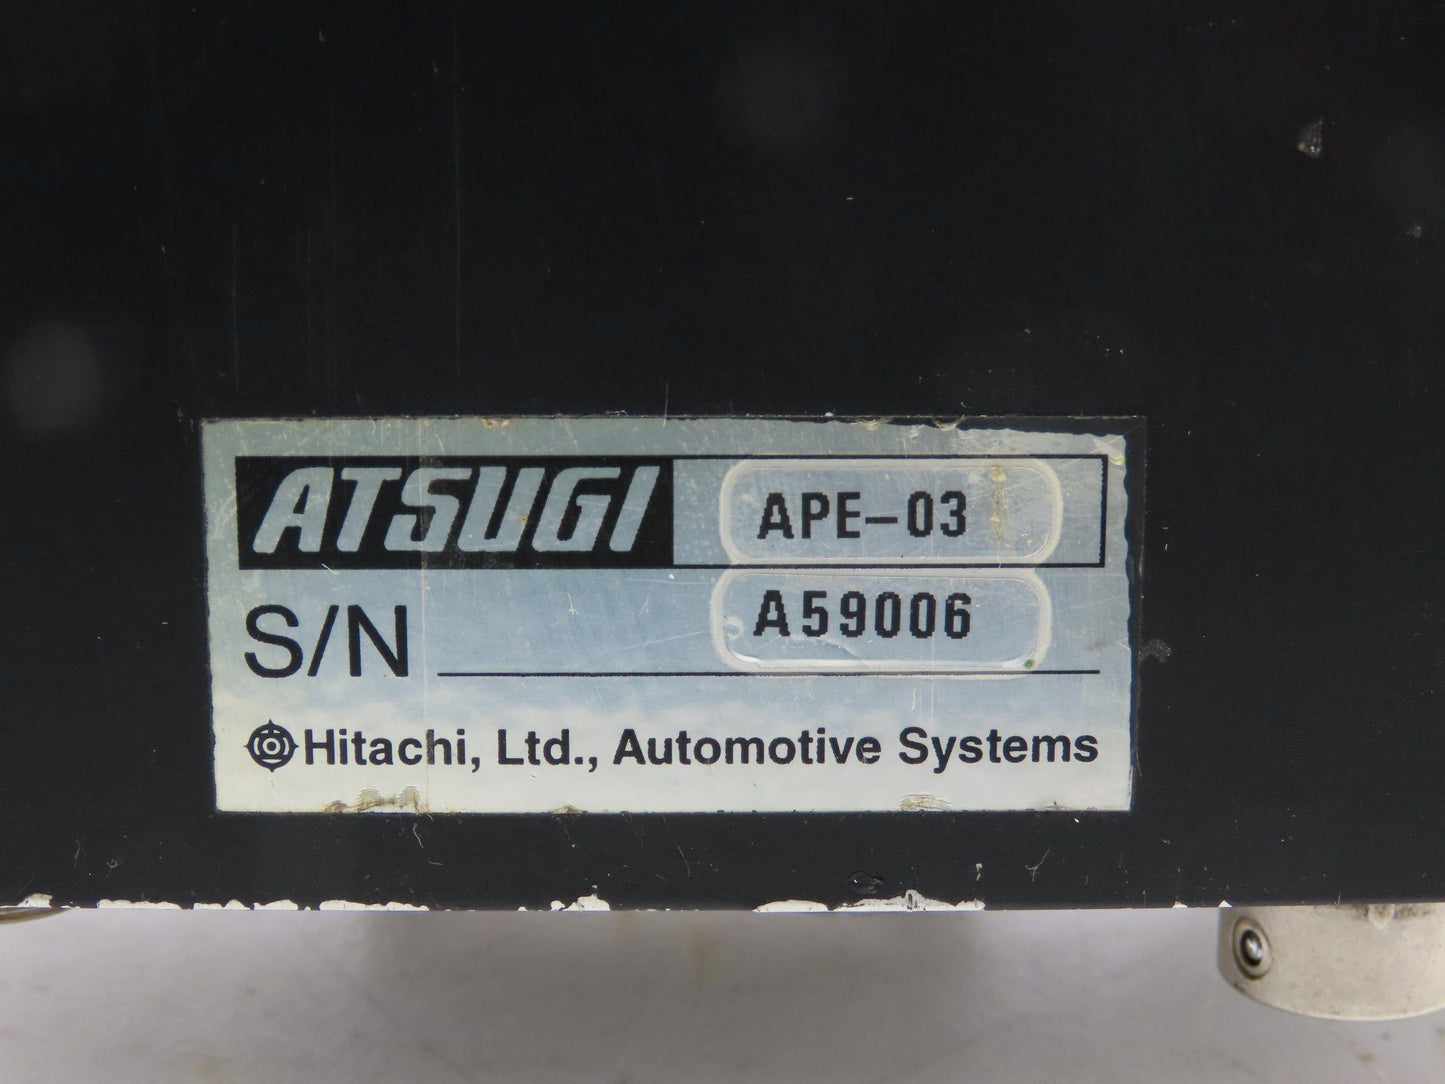 ATSUGI APE-03
S/N A59006
Hitachi, Ltd., Automotive Systems